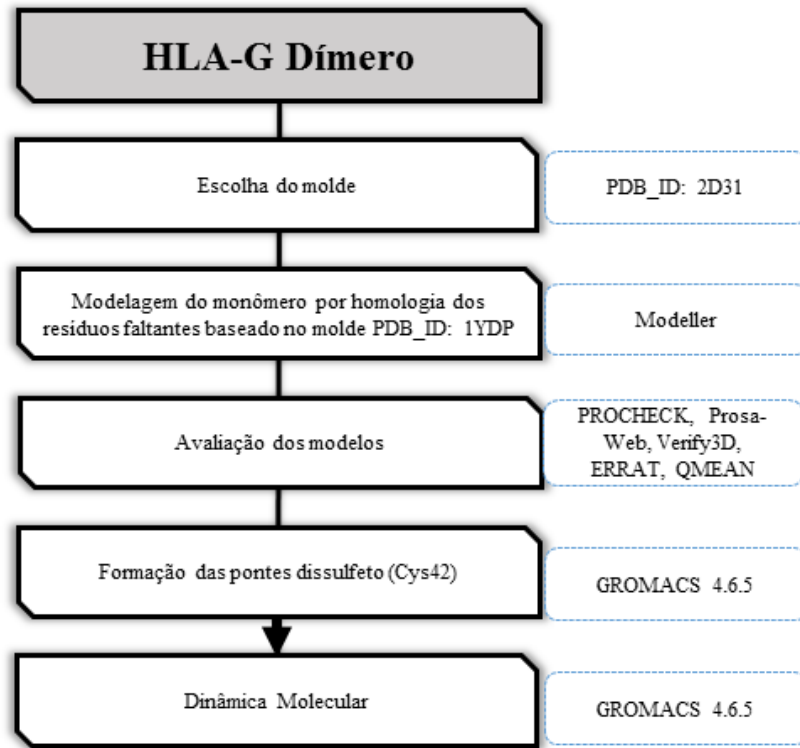 HLA-G Dímero
Escolha do molde
PDB_ID: 2D31
Modelagem do monômero por homologia dos
resíduos faltantes baseado no molde PDB_ID: 1YDP
Modeller
Avaliação dos modelos
PROCHECK, Prosa-
Web, Verify3D,
ERRAT, QMEAN
Formação das pontes dissulfeto (Cys42)
GROMACS 4.6.5
Dinâmica Molecular
GROMACS 4.6.5